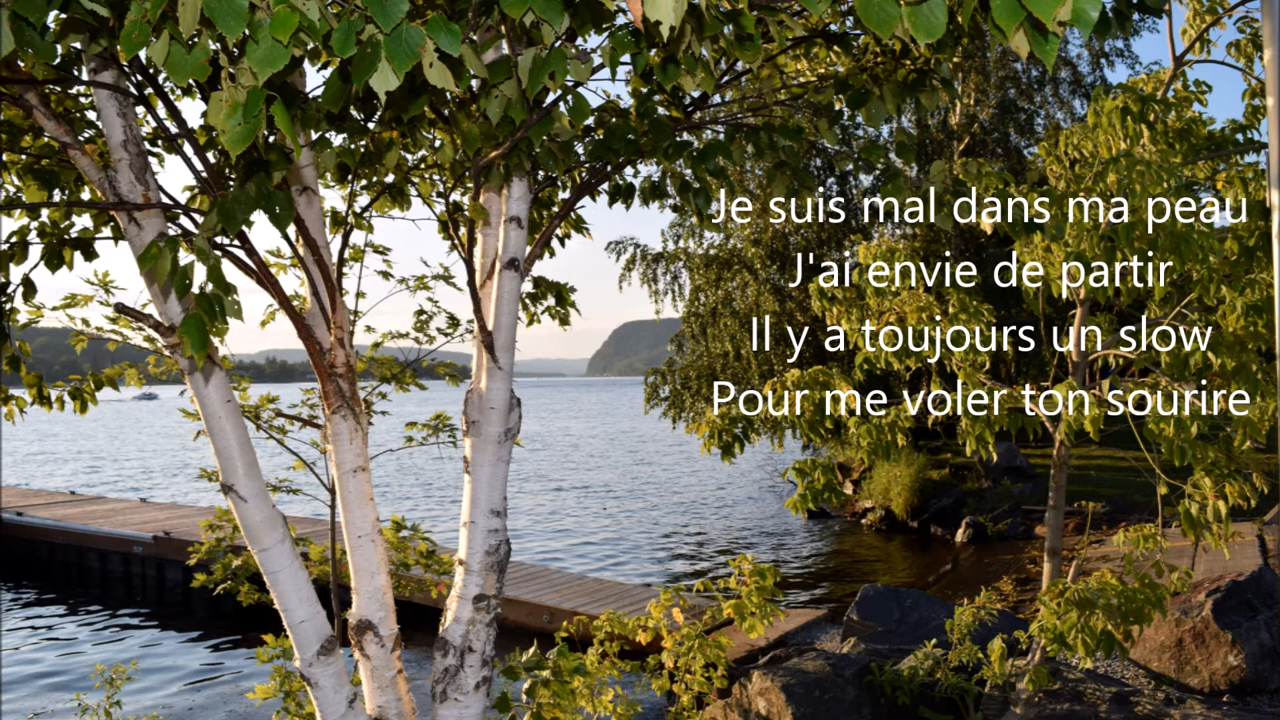 Je suis mal dans ma peau
J'ai envie de partir
Il y a toujours un slow
Pour me voler ton sourire